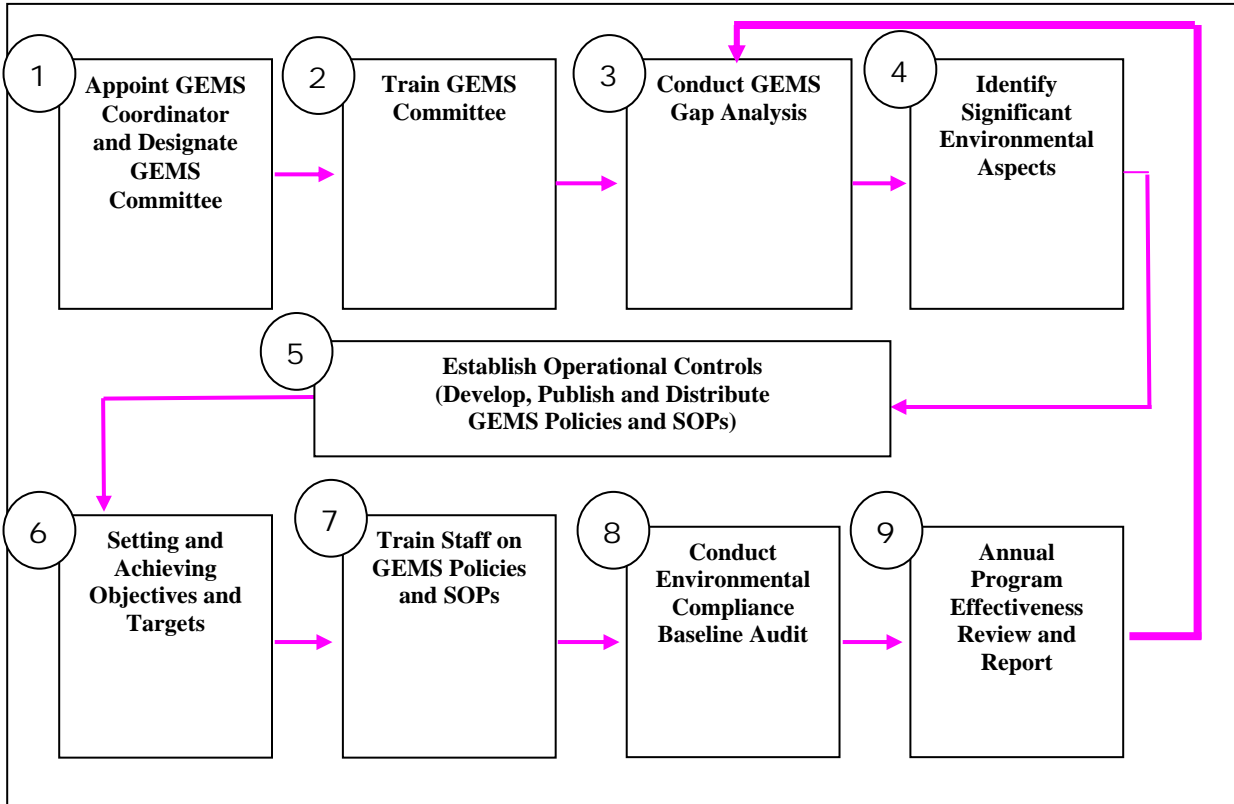 1
Appoint GEMS
Coordinator
and Designate
GEMS
Committee
2
Train GEMS
Committee
3
Conduct GEMS
Gap Analysis
4
Identify
Significant
Environmental
Aspects
5
Establish Operational Controls
(Develop, Publish and Distribute
GEMS Policies and SOPs)
6
Setting and
Achieving
Objectives and
Targets
7
Train Staff on
GEMS Policies
and SOPs
8
Conduct
Environmental
Compliance
Baseline Audit
9
Annual
Program
Effectiveness
Review and
Report